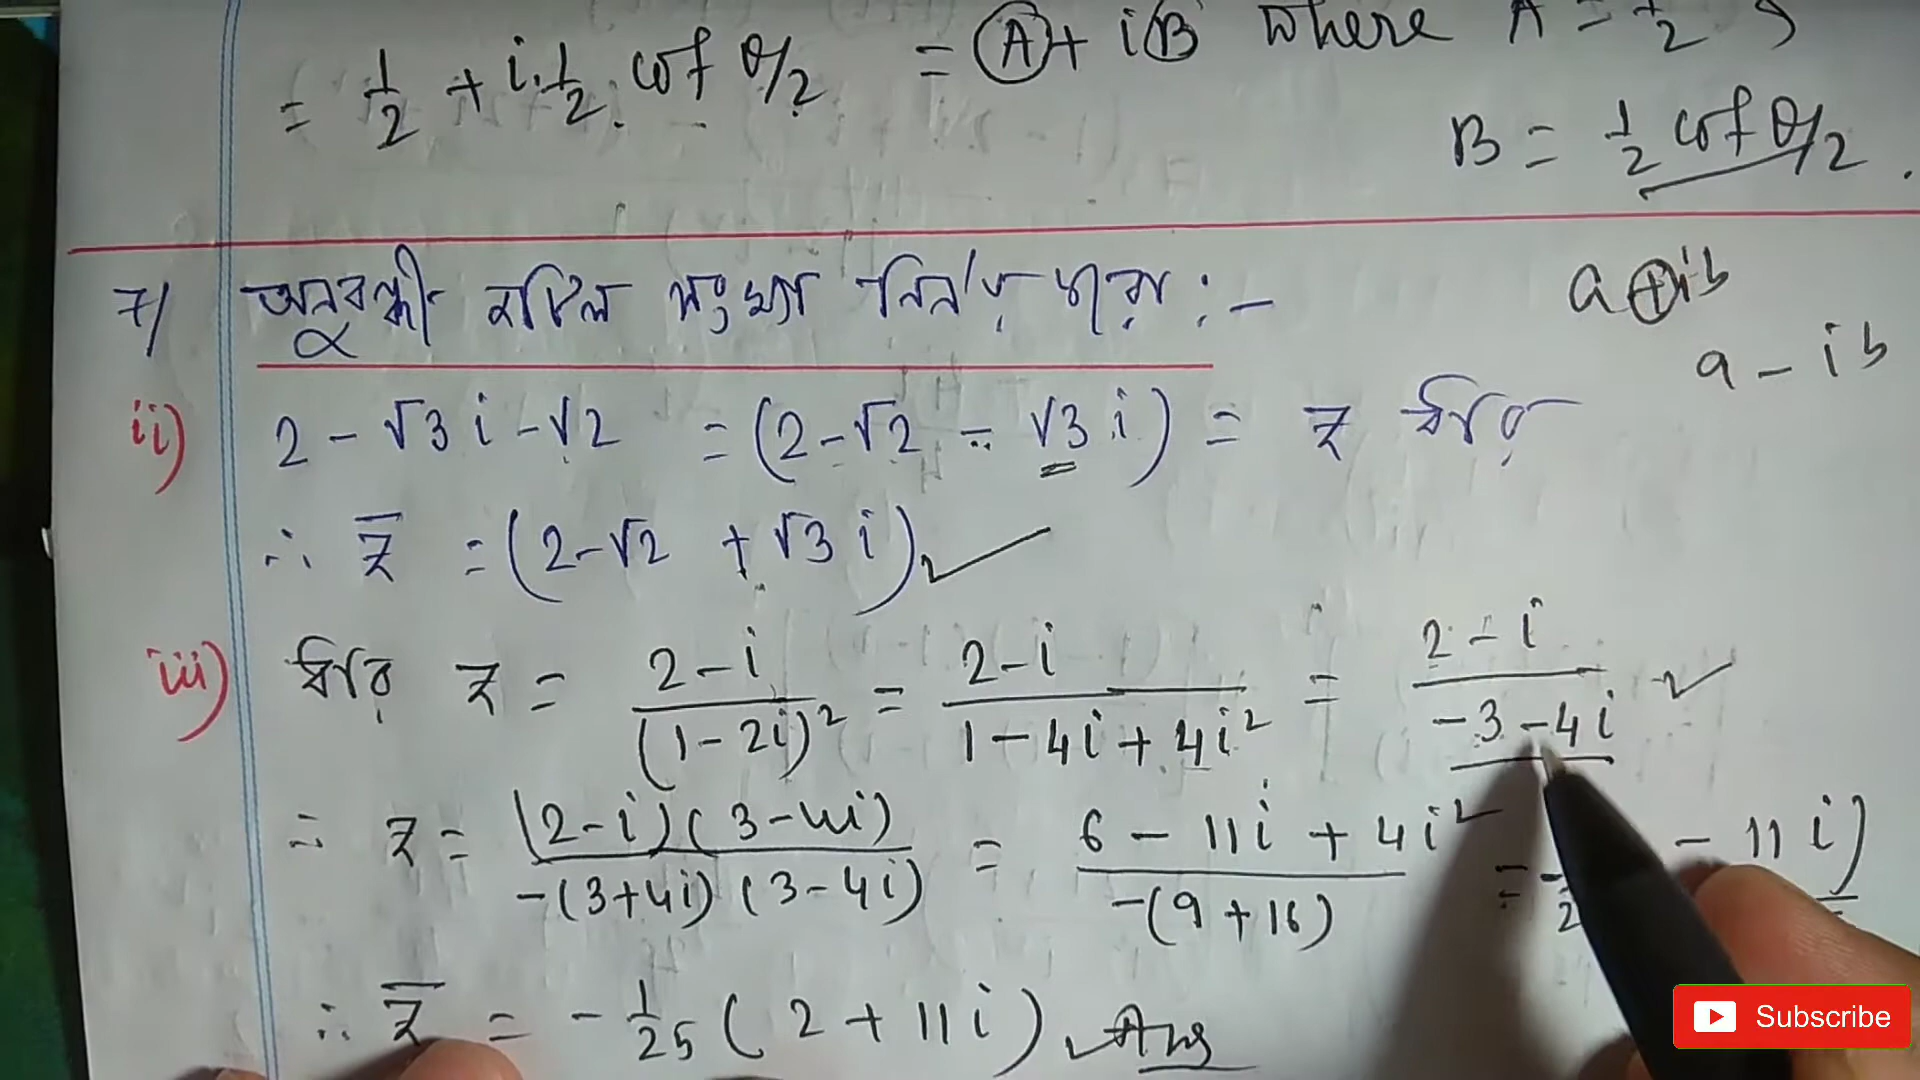 = 1/2 + i.1/2. cot θ/2 = A + iB where A = 1/2 ,
B = 1/2 cot θ/2 .
7/ অনুবন্ধী জটিল সংখ্যা নির্ণয় করো :-
a + ib
a - ib
ii) 2 - √3 i - √2 = (2 - √2 - √3 i) = z ধরি
∴ z̅ = (2 - √2 + √3 i) ✓
iii) ধরি z = (2-i)/(1-2i)² = (2-i)/(1-4i+4i²) = (2-i)/(-3-4i) ✓
= z = (2-i)(3-4i)/-(3+4i)(3-4i) = (6-11i+4i²)/-(9+16) = - 11i)
∴ z̅ = - 1/25 (2 + 11i) ✓ Ans
Subscribe